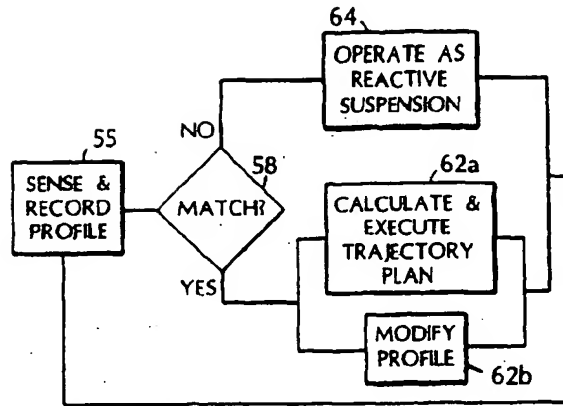 64
OPERATE AS
REACTIVE
SUSPENSION
NO
55
SENSE &
RECORD
PROFILE
58
MATCH?
YES
62a
CALCULATE &
EXECUTE
TRAJECTORY
PLAN
MODIFY
PROFILE
62b